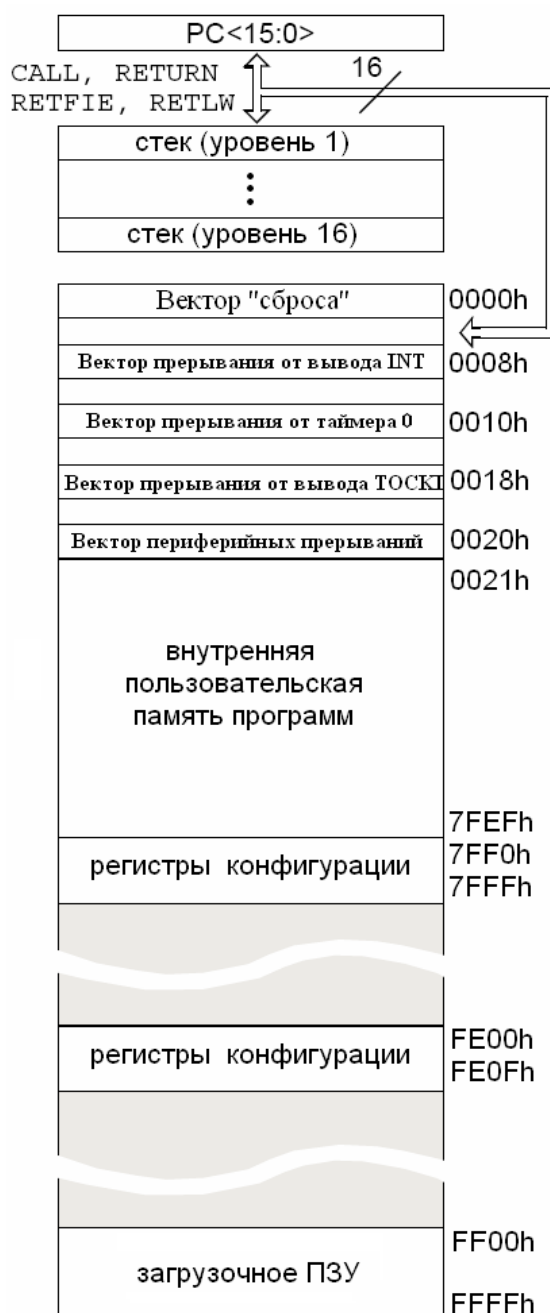 PC<15:0>
CALL, RETURN
16
RETFIE, RETLW
стек (уровень 1)
стек (уровень 16)
Вектор "сброса"
0000h
Вектор прерывания от вывода INT
0008h
Вектор прерывания от таймера 0
0010h
Вектор прерывания от вывода TOCKI
0018h
Вектор периферийных прерываний
0020h
0021h
внутренняя
пользовательская
память программ
7FEFh
регистры конфигурации
7FF0h
7FFFh
регистры конфигурации
FE00h
FE0Fh
FF00h
загрузочное ПЗУ
FFFFh